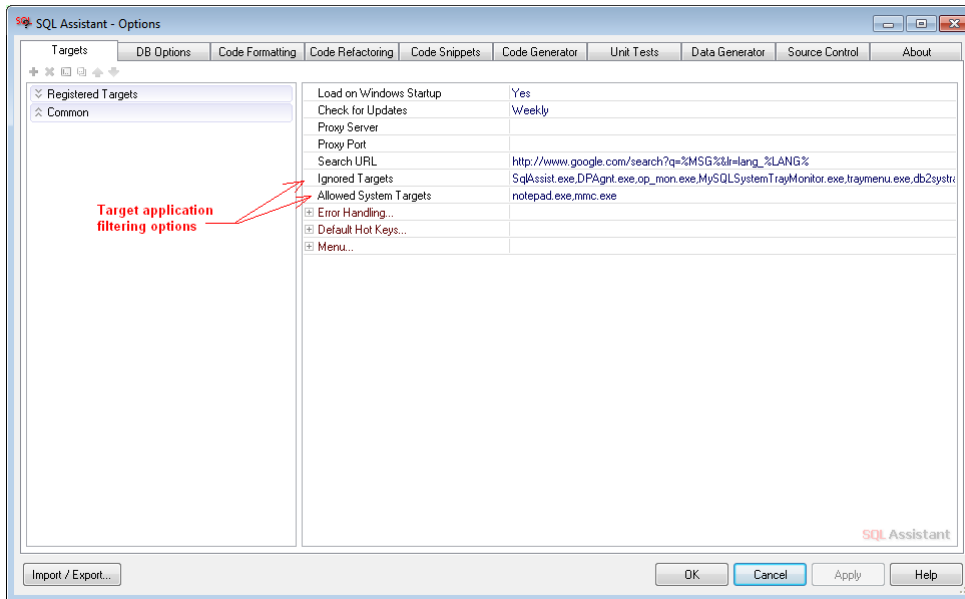 SQL Assistant - Options
Targets
DB Options
Code Formatting
Code Refactoring
Code Snippets
Code Generator
Unit Tests
Data Generator
Source Control
About
Registered Targets
Common
Load on Windows Startup Yes
Check for Updates Weekly
Proxy Server
Proxy Port
Search URL http://www.google.com/search?q=%MSG%&lr=lang_%LANG%
Ignored Targets SqlAssist.exe,DPAgnt.exe,op_mon.exe,MySQLSystemTrayMonitor.exe,traymenu.exe,db2systra
Allowed System Targets notepad.exe,mmc.exe
Error Handling...
Default Hot Keys...
Menu...
Target application
filtering options
SQL Assistant
Import / Export...
OK
Cancel
Apply
Help